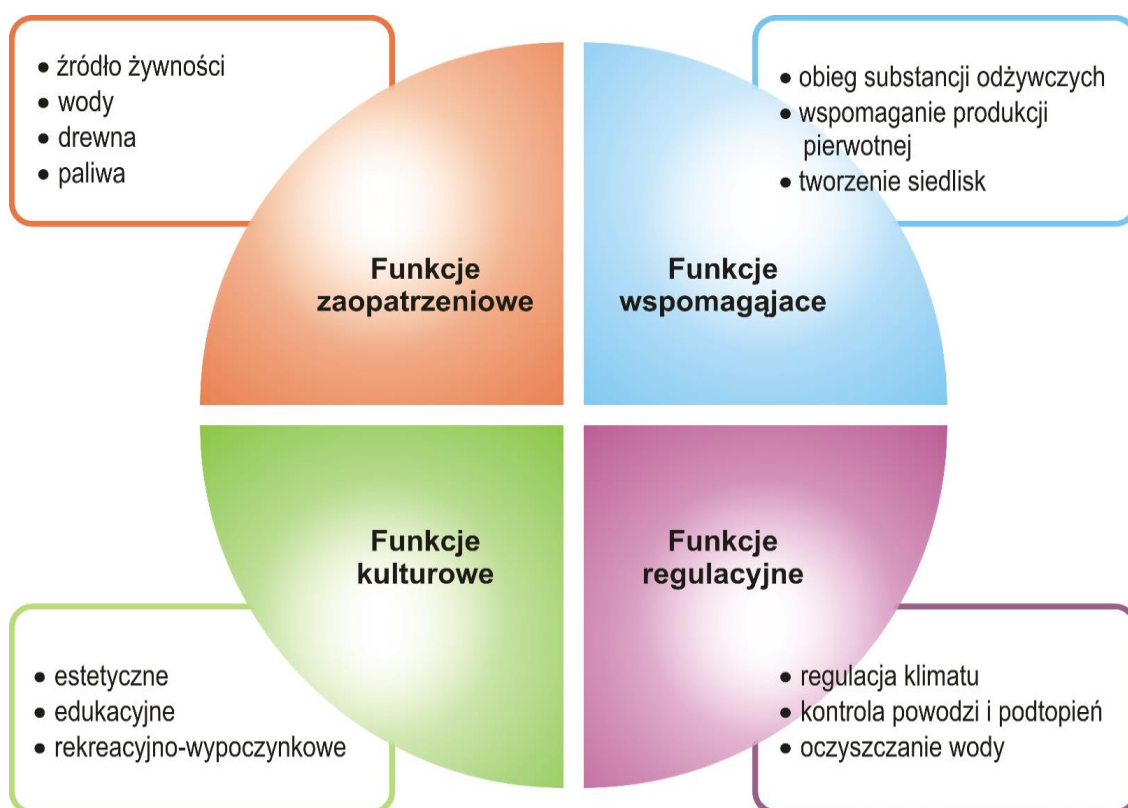 • źródło żywności
• wody
• drewna
• paliwa
• obieg substancji odżywczych
• wspomaganie produkcji
pierwotnej
• tworzenie siedlisk
Funkcje
zaopatrzeniowe
Funkcje
wspomagająace
Funkcje
kulturowe
Funkcje
regulacyjne
• estetyczne
• edukacyjne
• rekreacyjno-wypoczynkowe
• regulacja klimatu
• kontrola powodzi i podtopień
• oczyszczanie wody